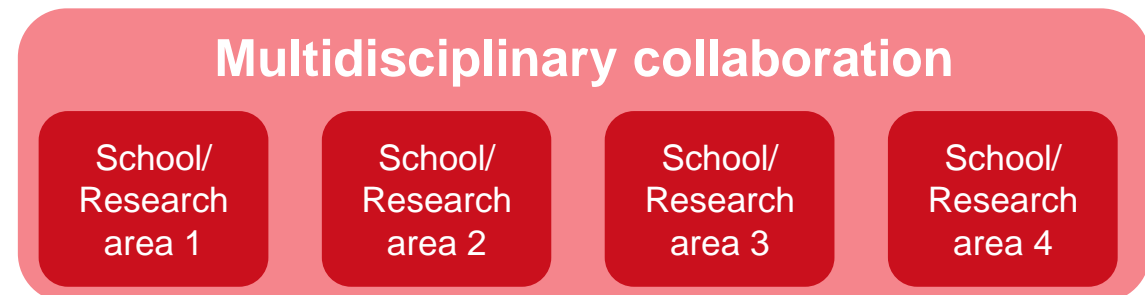 Multidisciplinary collaboration
School/
Research
area 1
School/
Research
area 2
School/
Research
area 3
School/
Research
area 4